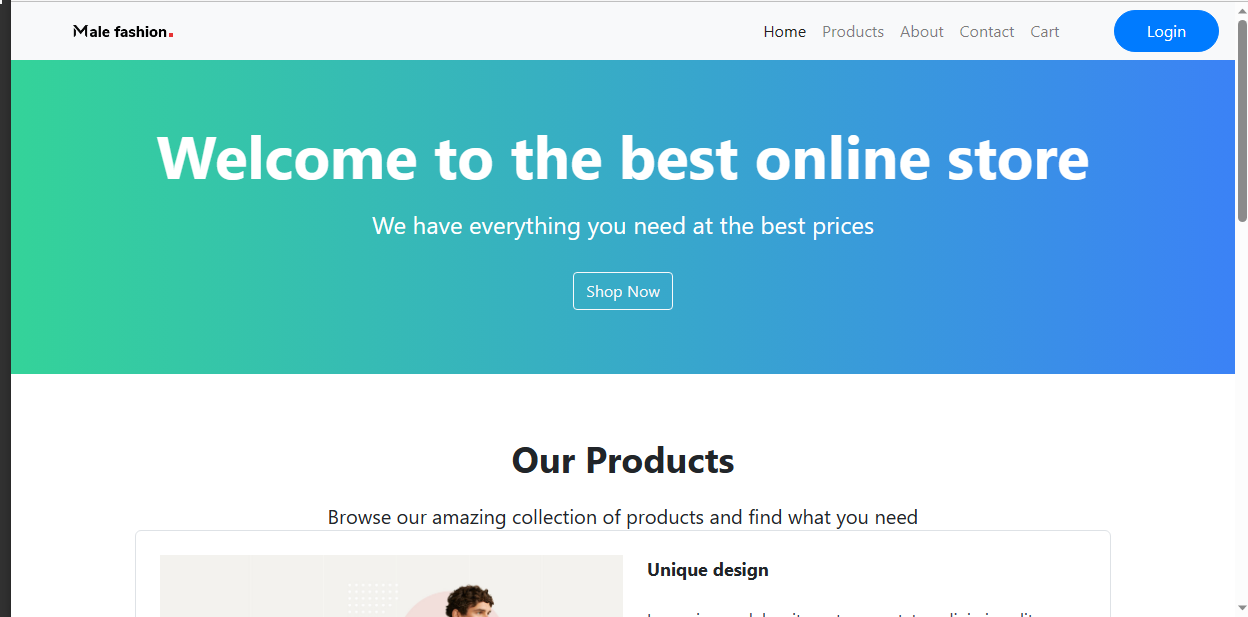 Male fashion.
Home Products About Contact Cart Login
Welcome to the best online store
We have everything you need at the best prices
Shop Now
Our Products
Browse our amazing collection of products and find what you need
Unique design